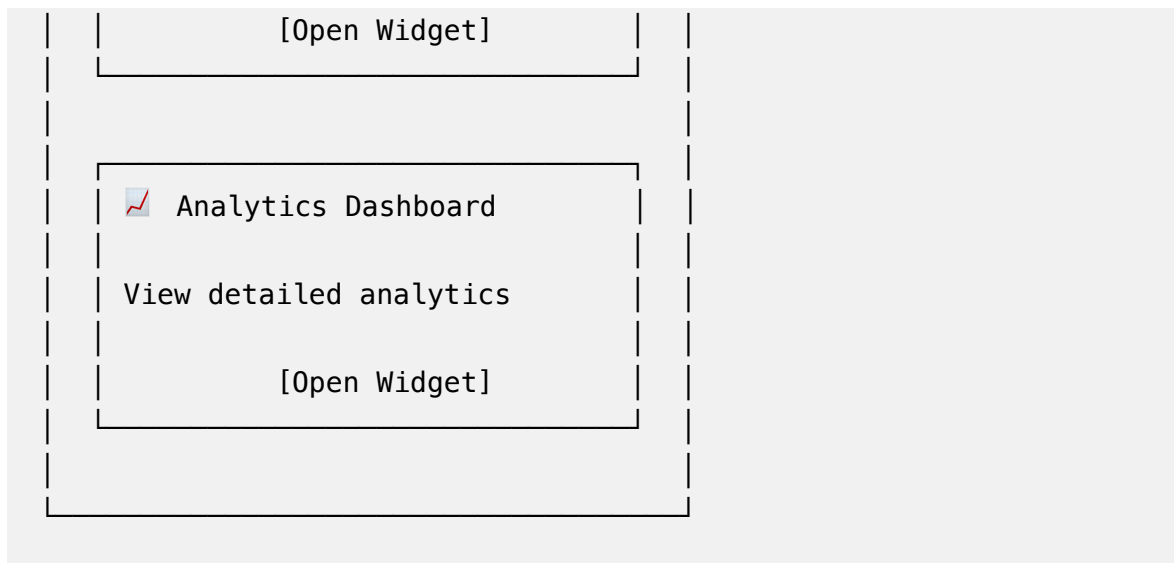 [Open Widget]
📈 Analytics Dashboard
View detailed analytics
[Open Widget]